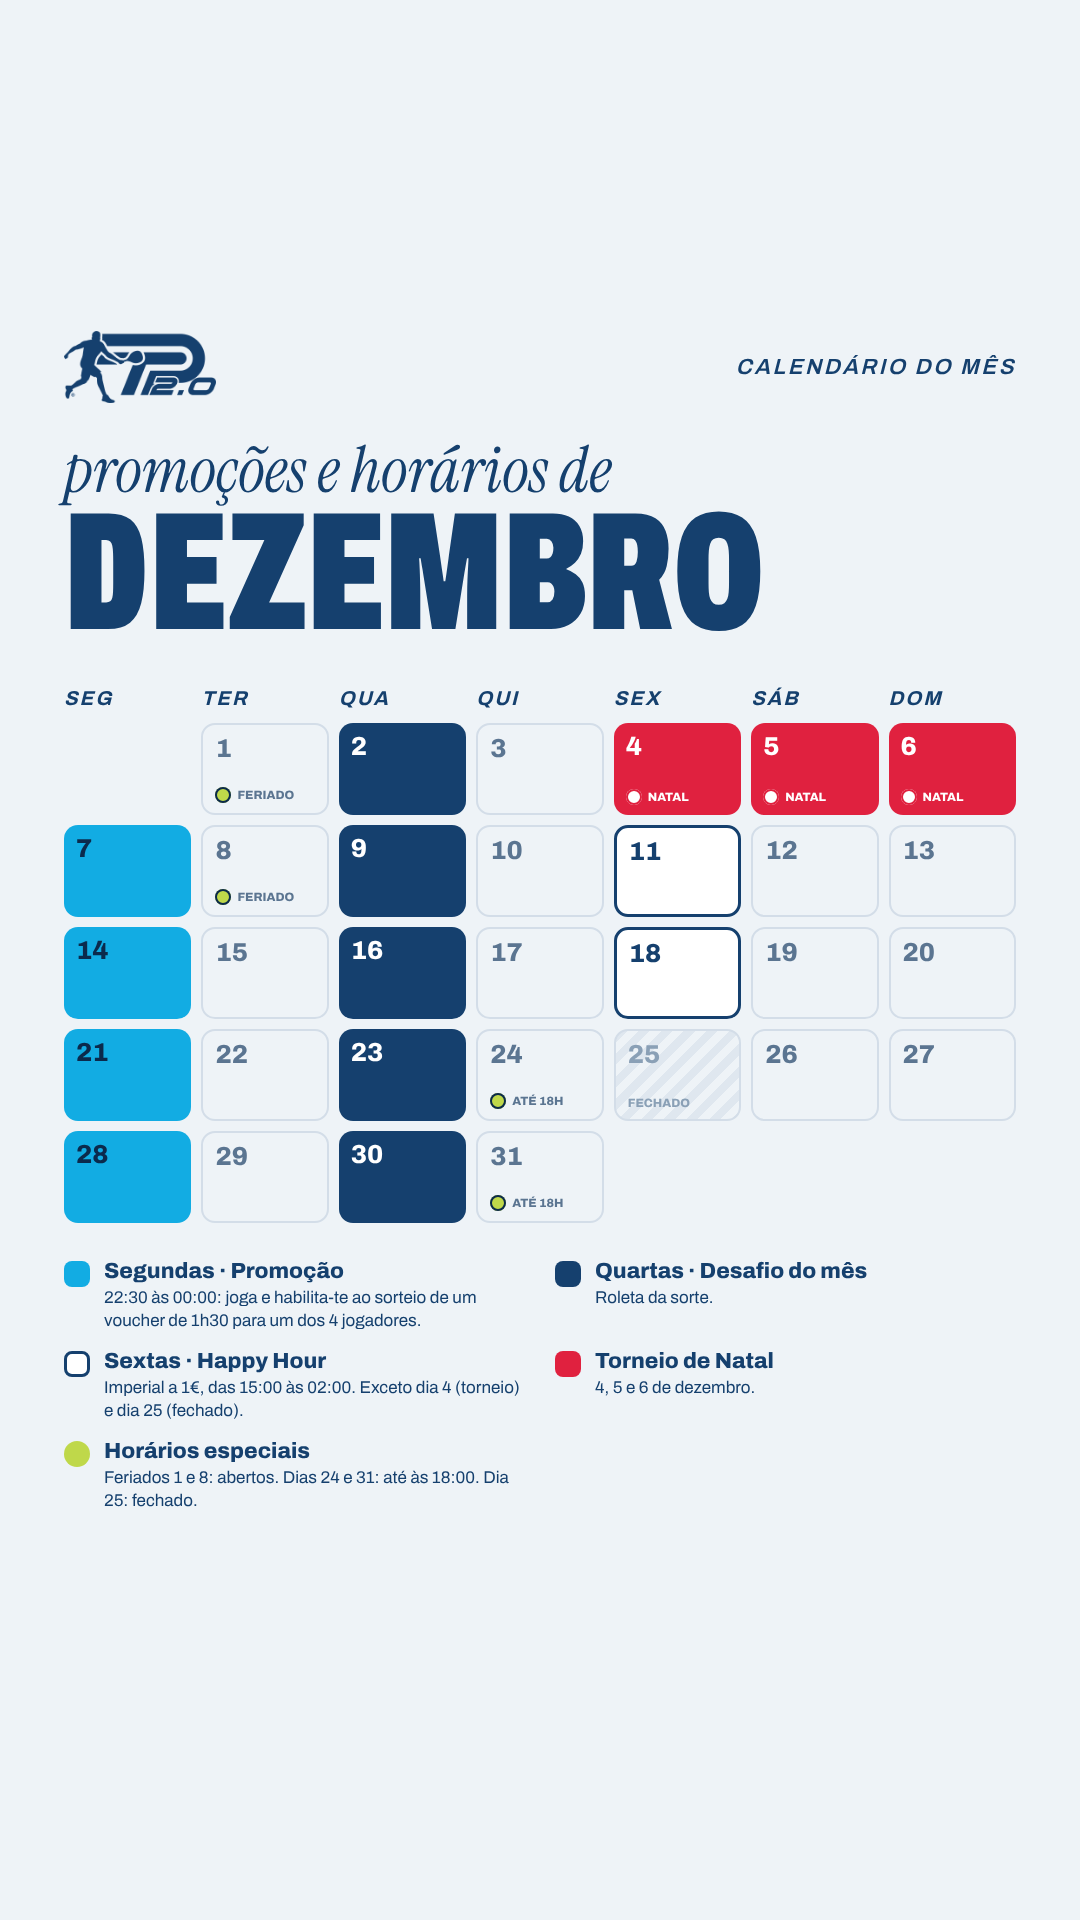 P2.0
CALENDÁRIO DO MÊS
promoções e horários de
DEZEMBRO
SEG TER QUA QUI SEX SÁB DOM
1 2 3 4 5 6
FERIADO NATAL NATAL NATAL
7 8 9 10 11 12 13
FERIADO
14 15 16 17 18 19 20
21 22 23 24 25 26 27
ATÉ 18H FECHADO
28 29 30 31
ATÉ 18H
Segundas · Promoção
22:30 às 00:00: joga e habilita-te ao sorteio de um
voucher de 1h30 para um dos 4 jogadores.
Quartas · Desafio do mês
Roleta da sorte.
Sextas · Happy Hour
Imperial a 1€, das 15:00 às 02:00. Exceto dia 4 (torneio)
e dia 25 (fechado).
Torneio de Natal
4, 5 e 6 de dezembro.
Horários especiais
Feriados 1 e 8: abertos. Dias 24 e 31: até às 18:00. Dia
25: fechado.